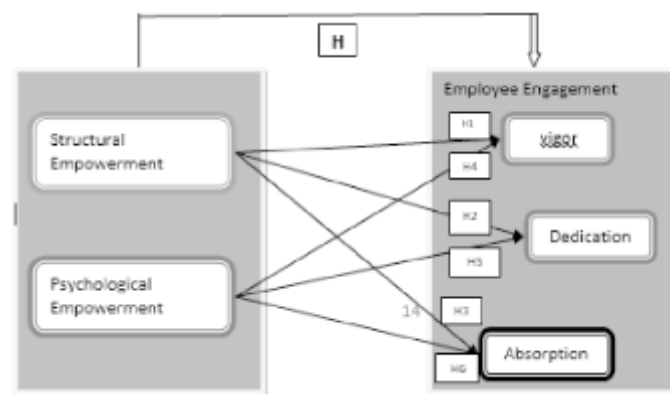 H
Employee Engagement
Structural
Empowerment
H1
vigor
H4
H2
Dedication
H5
Psychological
Empowerment
14
H3
Absorption
H6